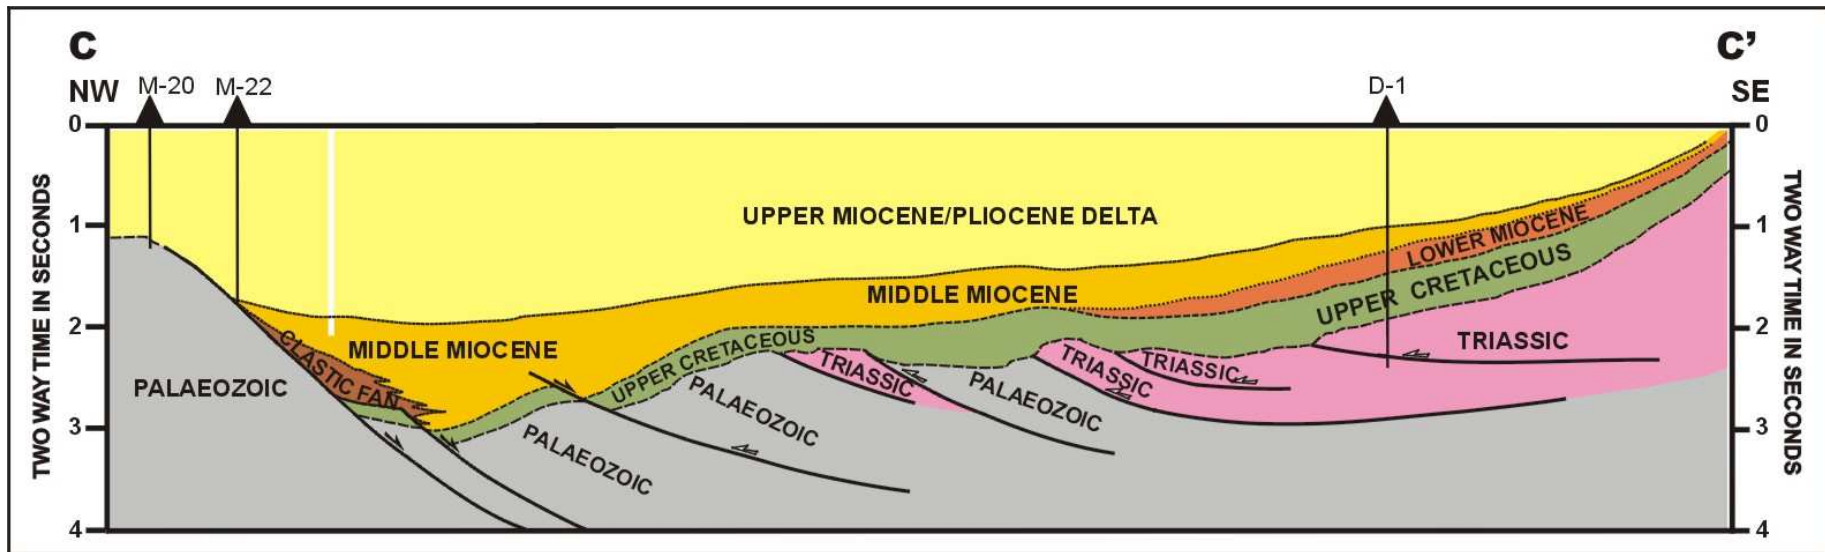 C
C'
NW
M-20
M-22
D-1
SE
0
0
1
1
2
2
3
3
4
4
TWO WAY TIME IN SECONDS
TWO WAY TIME IN SECONDS
UPPER MIOCENE/PLIOCENE DELTA
LOWER MIOCENE
UPPER CRETACEOUS
MIDDLE MIOCENE
MIDDLE MIOCENE
TRIASSIC
CLASTIC FAN
UPPER CRETACEOUS
TRIASSIC
TRIASSIC
TRIASSIC
PALAEOZOIC
PALAEOZOIC
PALAEOZOIC
PALAEOZOIC